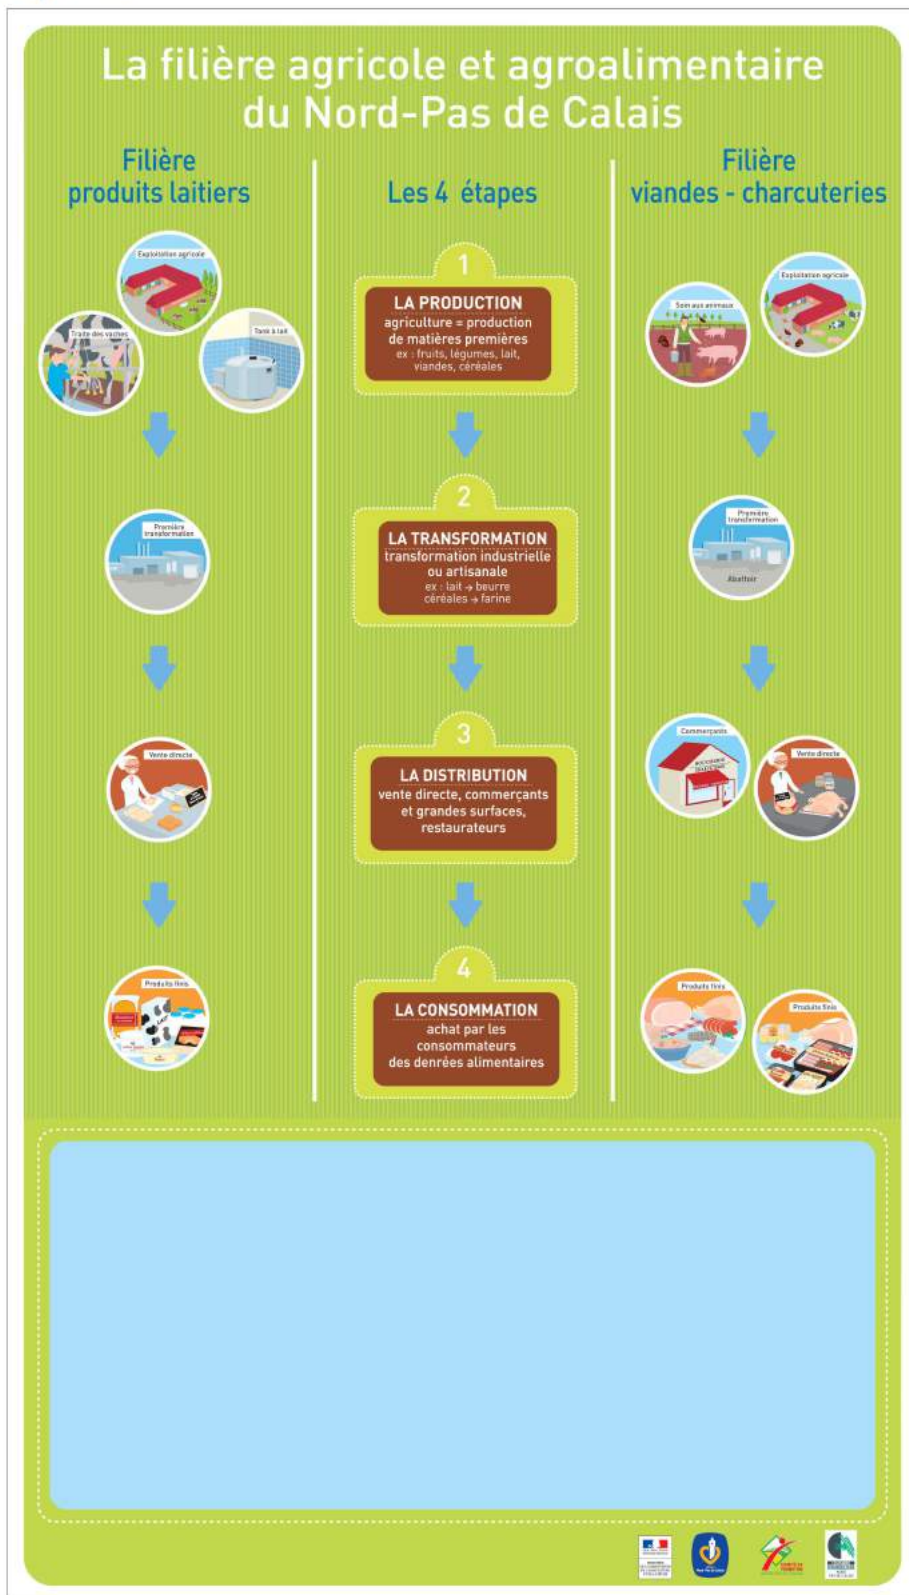 La filière agricole et agroalimentaire
du Nord-Pas de Calais
Filière
produits laitiers
Exploitation agricole
Traite des vaches
Tank à lait
Première
transformation
Vente directe
Produits finis
LAIT
Les 4 étapes
1
LA PRODUCTION
agriculture = production
de matières premières
ex : fruits, légumes, lait,
viandes, céréales
2
LA TRANSFORMATION
transformation industrielle
ou artisanale
ex : lait → beurre
céréales → farine
3
LA DISTRIBUTION
vente directe, commerçants
et grandes surfaces,
restaurateurs
4
LA CONSOMMATION
achat par les
consommateurs
des denrées alimentaires
Filière
viandes - charcuteries
Soin aux animaux
Exploitation agricole
Première
transformation
Abattoir
Commerçants
BOUCHERIE
Vente directe
Produits finis
Produits finis